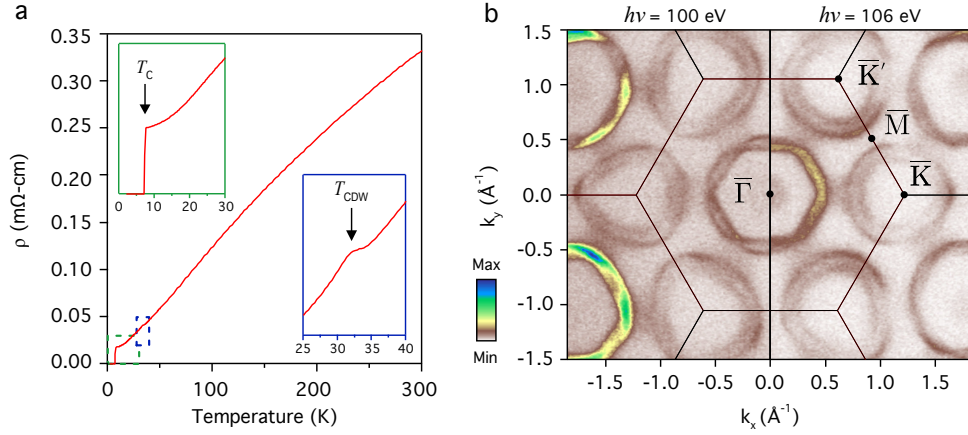 a
0.35
0.30
0.25
0.20
0.15
0.10
0.05
0.00
ρ (mΩ-cm)
0
100
200
300
Temperature (K)
T_C
0
10
20
30
T_CDW
25
30
35
40
b
hν = 100 eV
hν = 106 eV
1.5
1.0
0.5
0.0
-0.5
-1.0
-1.5
k_y (Å⁻¹)
-1.5
-1.0
-0.5
0.0
0.5
1.0
1.5
k_x (Å⁻¹)
K̅′
M̅
K̅
Γ̅
Max
Min